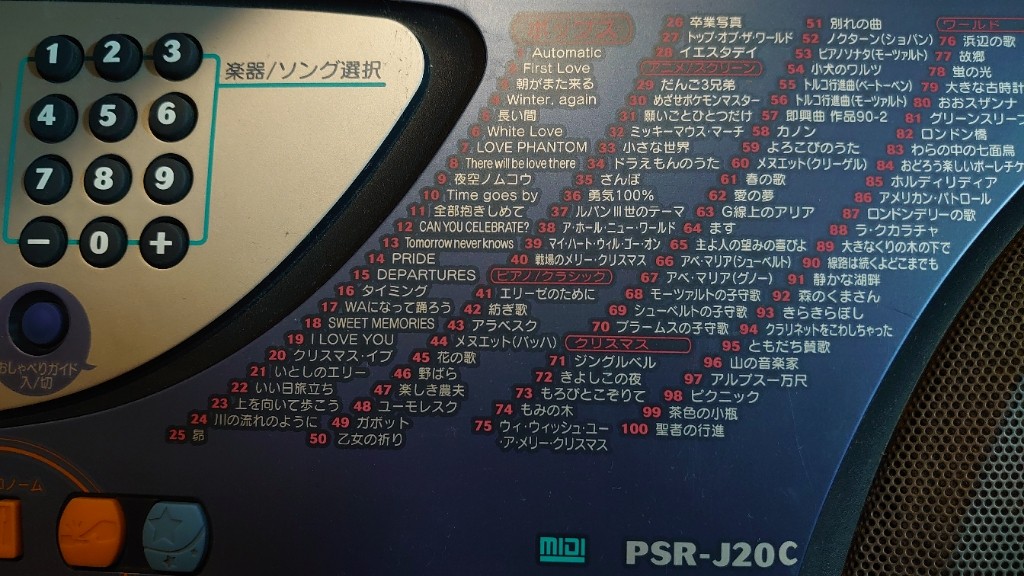 1 2 3
4 5 6
7 8 9
− 0 +
楽器/ソング選択
おしゃべりガイド
入/切
ポップス
1 Automatic
2 First Love
3 朝がまた来る
4 Winter, again
5 長い間
6 White Love
7 LOVE PHANTOM
8 There will be love there
9 夜空ノムコウ
10 Time goes by
11 全部抱きしめて
12 CAN YOU CELEBRATE?
13 Tomorrow never knows
14 PRIDE
15 DEPARTURES
16 タイミング
17 WAになって踊ろう
18 SWEET MEMORIES
19 I LOVE YOU
20 クリスマス・イブ
21 いとしのエリー
22 いい日旅立ち
23 上を向いて歩こう
24 川の流れのように
25 昴
26 卒業写真
27 トップ・オブ・ザ・ワールド
28 イエスタデイ
アニメ/スクリーン
29 だんご3兄弟
30 めざせポケモンマスター
31 願いごとひとつだけ
32 ミッキーマウス・マーチ
33 小さな世界
34 ドラえもんのうた
35 さんぽ
36 勇気100%
37 ルパンⅢ世のテーマ
38 ア・ホール・ニュー・ワールド
39 マイ・ハート・ウィル・ゴー・オン
40 戦場のメリー・クリスマス
ピアノ/クラシック
41 エリーゼのために
42 紡ぎ歌
43 アラベスク
44 メヌエット(バッハ)
45 花の歌
46 野ばら
47 楽しき農夫
48 ユーモレスク
49 ガボット
50 乙女の祈り
51 別れの曲
52 ノクターン(ショパン)
53 ピアノソナタ(モーツァルト)
54 小犬のワルツ
55 トルコ行進曲(ベートーベン)
56 トルコ行進曲(モーツァルト)
57 即興曲 作品90-2
58 カノン
59 よろこびのうた
60 メヌエット(クリーゲル)
61 春の歌
62 愛の夢
63 G線上のアリア
64 ます
65 主よ人の望みの喜びよ
66 アベ・マリア(シューベルト)
67 アベ・マリア(グノー)
68 モーツァルトの子守歌
69 シューベルトの子守歌
70 ブラームスの子守歌
クリスマス
71 ジングルベル
72 きよしこの夜
73 もろびとこぞりて
74 もみの木
75 ウィ・ウィッシュ・ユー・
ア・メリー・クリスマス
ワールド
76 浜辺の歌
77 故郷
78 蛍の光
79 大きな古時計
80 おおスザンナ
81 グリーンスリーブ
82 ロンドン橋
83 わらの中の七面鳥
84 おどろう楽しいポーレチケ
85 ホルディリディア
86 アメリカン・パトロール
87 ロンドンデリーの歌
88 ラ・クカラチャ
89 大きなくりの木の下で
90 線路は続くよどこまでも
91 静かな湖畔
92 森のくまさん
93 きらきらぼし
94 クラリネットをこわしちゃった
95 ともだち賛歌
96 山の音楽家
97 アルプス一万尺
98 ピクニック
99 茶色の小瓶
100 聖者の行進
MIDI
PSR-J20C